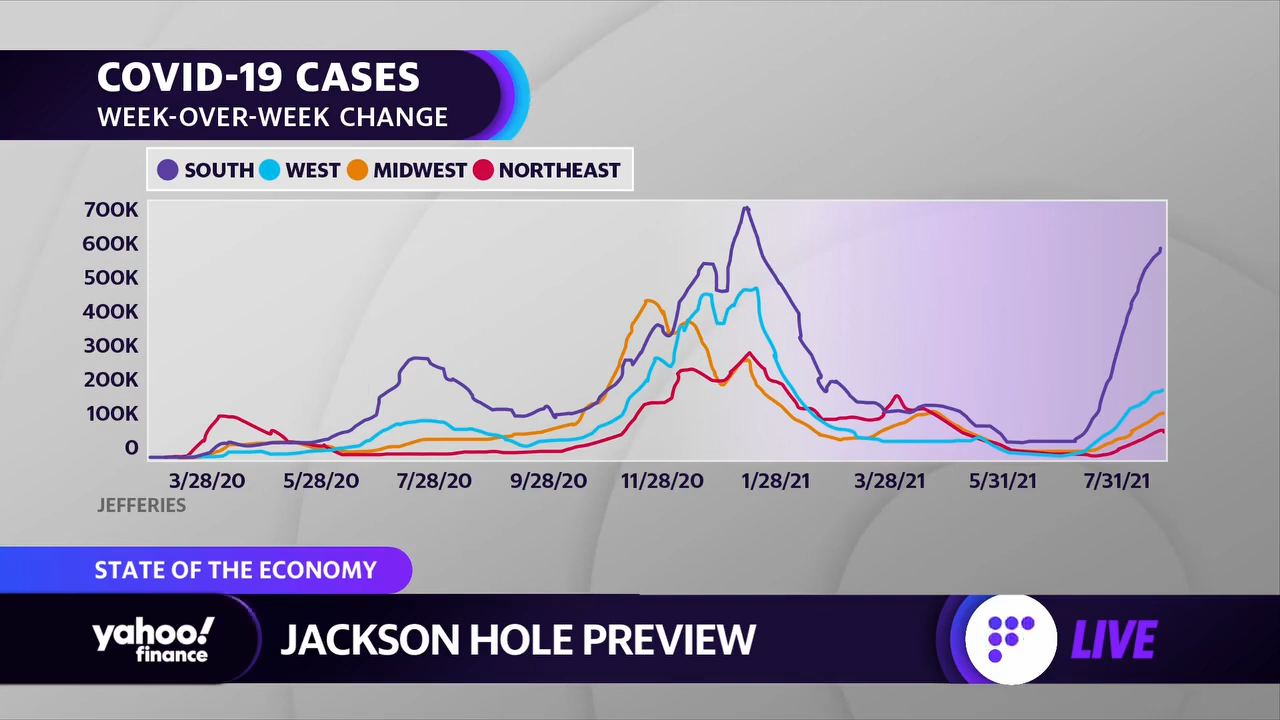 COVID-19 CASES
WEEK-OVER-WEEK CHANGE
SOUTH WEST MIDWEST NORTHEAST
700K
600K
500K
400K
300K
200K
100K
0
3/28/20 5/28/20 7/28/20 9/28/20 11/28/20 1/28/21 3/28/21 5/31/21 7/31/21
JEFFERIES
STATE OF THE ECONOMY
yahoo!
finance
JACKSON HOLE PREVIEW
LIVE